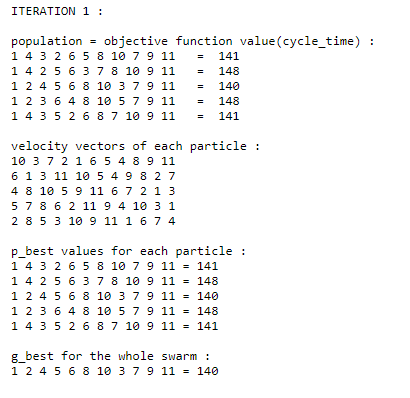 ITERATION 1 :
population = objective function value(cycle_time) :
1 4 3 2 6 5 8 10 7 9 11 = 141
1 4 2 5 6 3 7 8 10 9 11 = 148
1 2 4 5 6 8 10 3 7 9 11 = 140
1 2 3 6 4 8 10 5 7 9 11 = 148
1 4 3 5 2 6 8 7 10 9 11 = 141
velocity vectors of each particle :
10 3 7 2 1 6 5 4 8 9 11
6 1 3 11 10 5 4 9 8 2 7
4 8 10 5 9 11 6 7 2 1 3
5 7 8 6 2 11 9 4 10 3 1
2 8 5 3 10 9 11 1 6 7 4
p_best values for each particle :
1 4 3 2 6 5 8 10 7 9 11 = 141
1 4 2 5 6 3 7 8 10 9 11 = 148
1 2 4 5 6 8 10 3 7 9 11 = 140
1 2 3 6 4 8 10 5 7 9 11 = 148
1 4 3 5 2 6 8 7 10 9 11 = 141
g_best for the whole swarm :
1 2 4 5 6 8 10 3 7 9 11 = 140